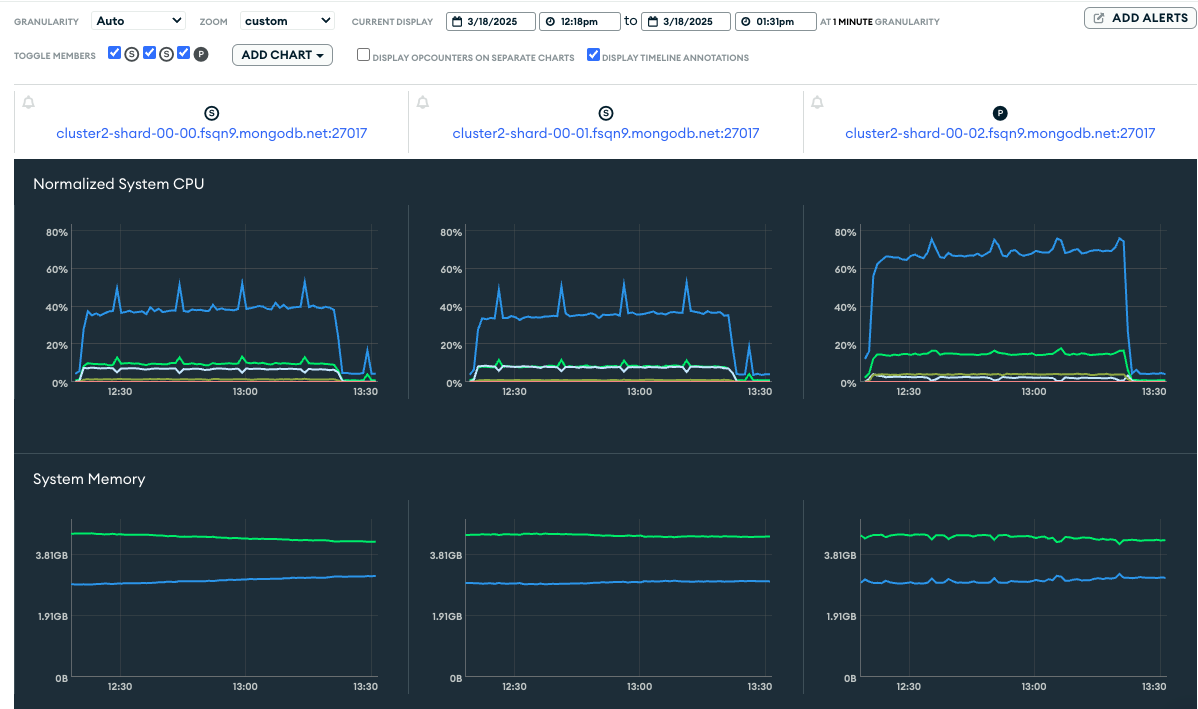 GRANULARITY Auto ZOOM custom CURRENT DISPLAY 3/18/2025 12:18pm to 3/18/2025 01:31pm AT 1 MINUTE GRANULARITY ADD ALERTS
TOGGLE MEMBERS S S P ADD CHART DISPLAY OPCOUNTERS ON SEPARATE CHARTS DISPLAY TIMELINE ANNOTATIONS
S S P
cluster2-shard-00-00.fsqn9.mongodb.net:27017 cluster2-shard-00-01.fsqn9.mongodb.net:27017 cluster2-shard-00-02.fsqn9.mongodb.net:27017
Normalized System CPU
80% 80% 80%
60% 60% 60%
40% 40% 40%
20% 20% 20%
0% 0% 0%
12:30 13:00 13:30 12:30 13:00 13:30 12:30 13:00 13:30
System Memory
3.81GB 3.81GB 3.81GB
1.91GB 1.91GB 1.91GB
0B 0B 0B
12:30 13:00 13:30 12:30 13:00 13:30 12:30 13:00 13:30